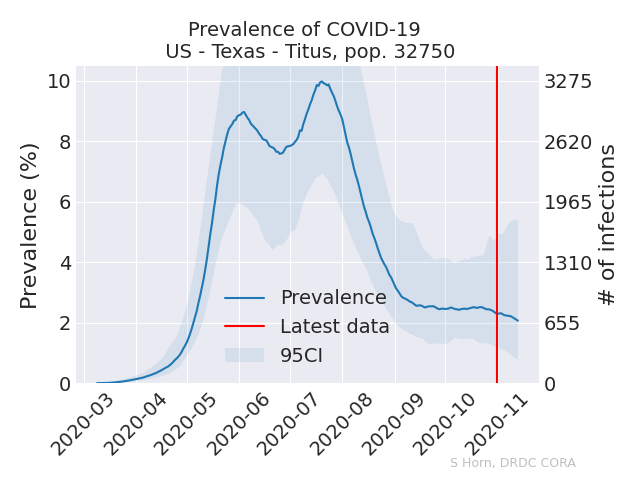 Prevalence of COVID-19
US - Texas - Titus, pop. 32750
Prevalence (%)
10
8
6
4
2
0
3275
2620
1965
1310
655
0
# of infections
Prevalence
Latest data
95CI
2020-03
2020-04
2020-05
2020-06
2020-07
2020-08
2020-09
2020-10
2020-11
S Horn, DRDC CORA